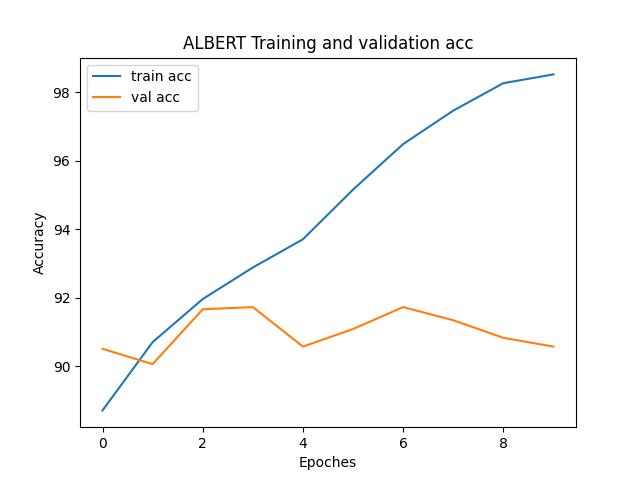 ALBERT Training and validation acc
train acc
val acc
Accuracy
98
96
94
92
90
0 2 4 6 8
Epoches